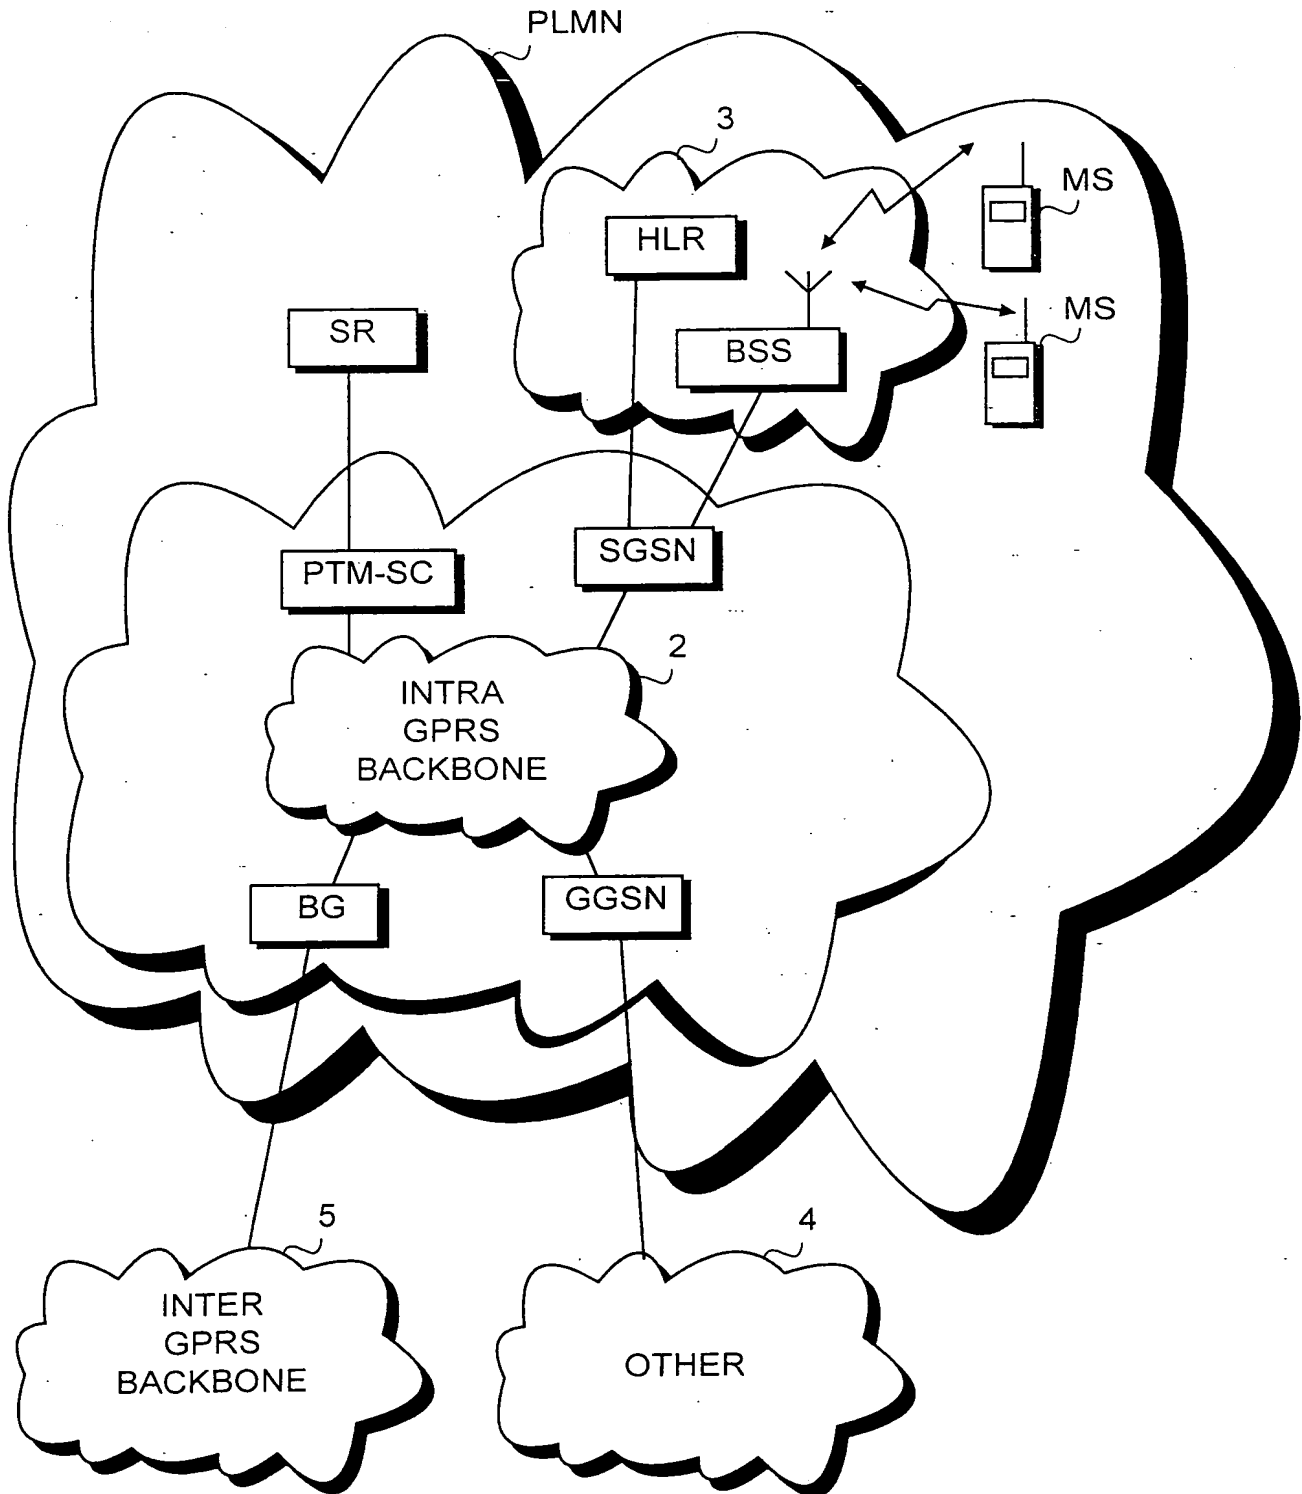 PLMN
3
MS
HLR
MS
SR
BSS
SGSN
PTM-SC
2
INTRA
GPRS
BACKBONE
BG
GGSN
5
4
INTER
GPRS
BACKBONE
OTHER